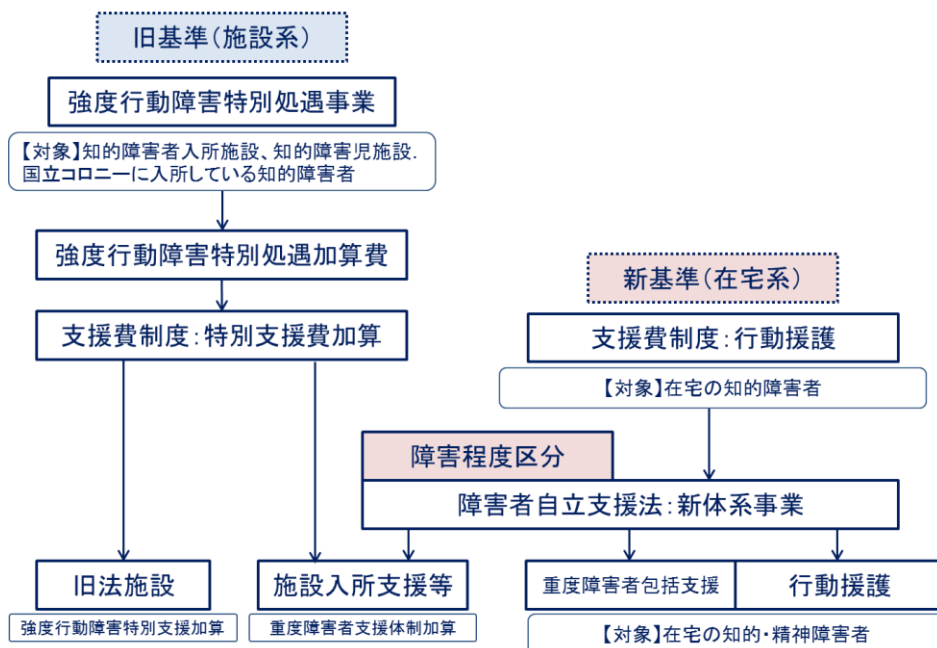 旧基準(施設系)
強度行動障害特別処遇事業
【対象】知的障害者入所施設、知的障害児施設.
国立コロニーに入所している知的障害者
強度行動障害特別処遇加算費
支援費制度:特別支援費加算
新基準(在宅系)
支援費制度:行動援護
【対象】在宅の知的障害者
障害程度区分
障害者自立支援法:新体系事業
旧法施設
強度行動障害特別支援加算
施設入所支援等
重度障害者支援体制加算
重度障害者包括支援
行動援護
【対象】在宅の知的・精神障害者